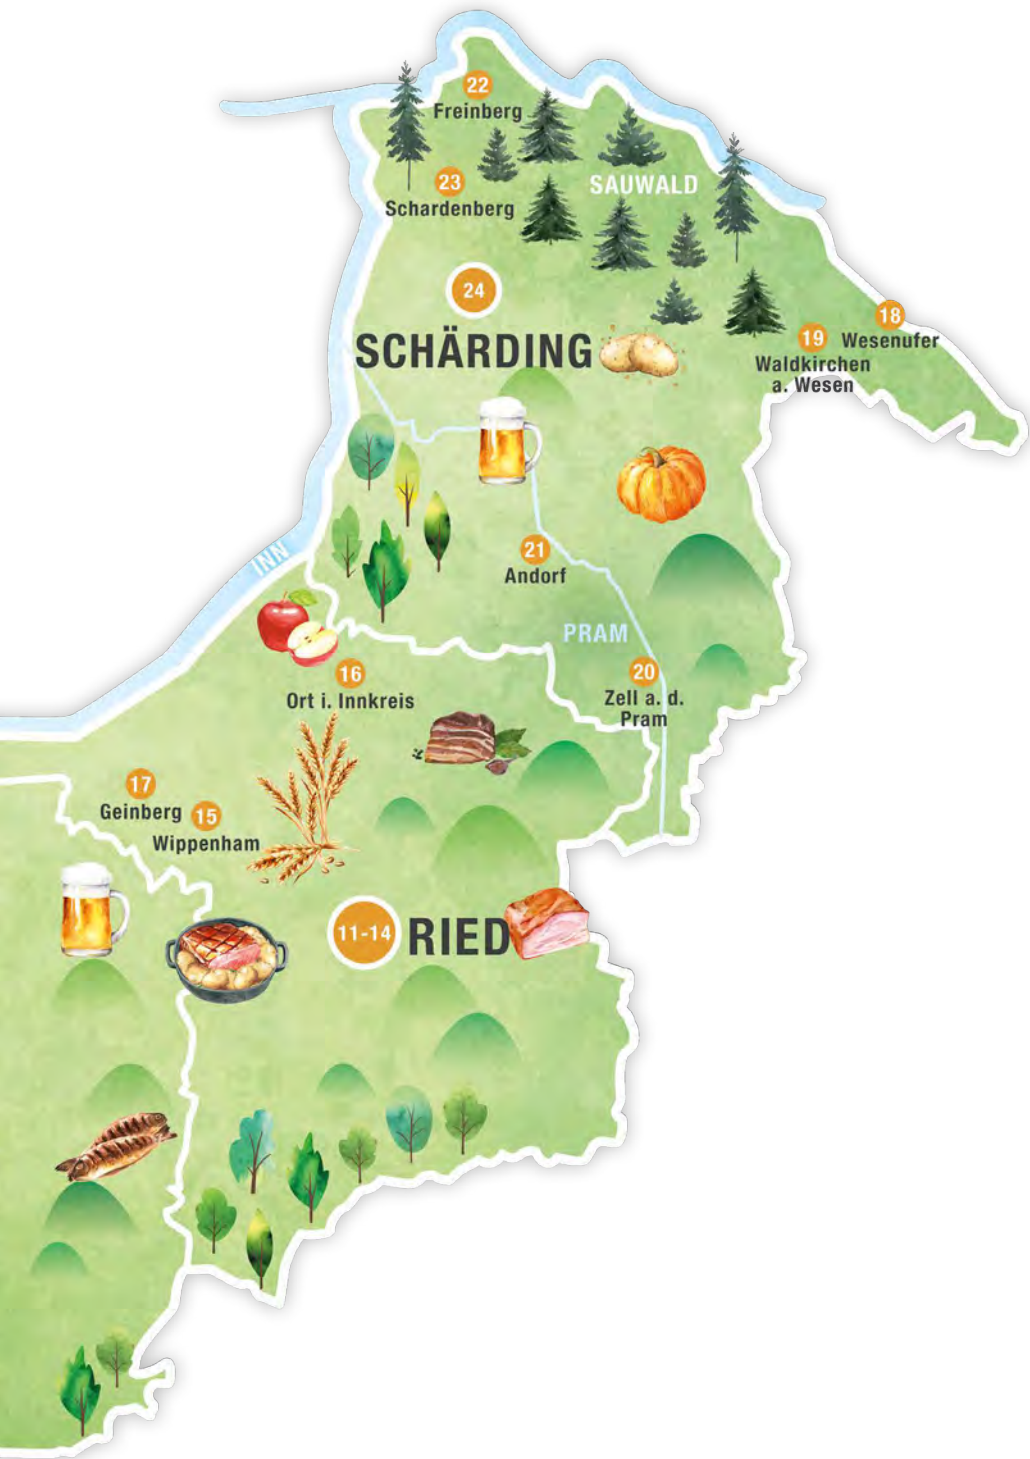 22
Freinberg
SAUWALD
23
Schardenberg
24
SCHÄRDING
18
Wesenufer
19
Waldkirchen
a. Wesen
INN
21
Andorf
PRAM
20
Zell a. d.
Pram
16
Ort i. Innkreis
17
Geinberg
15
Wippenham
11-14
RIED